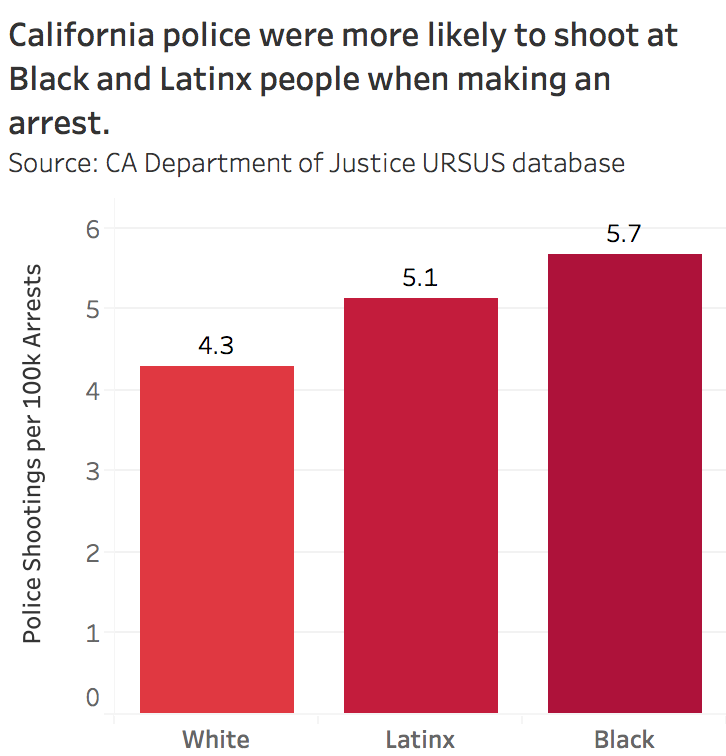 California police were more likely to shoot at
Black and Latinx people when making an
arrest.
Source: CA Department of Justice URSUS database
Police Shootings per 100k Arrests
6
5
4
3
2
1
0
4.3
5.1
5.7
White
Latinx
Black